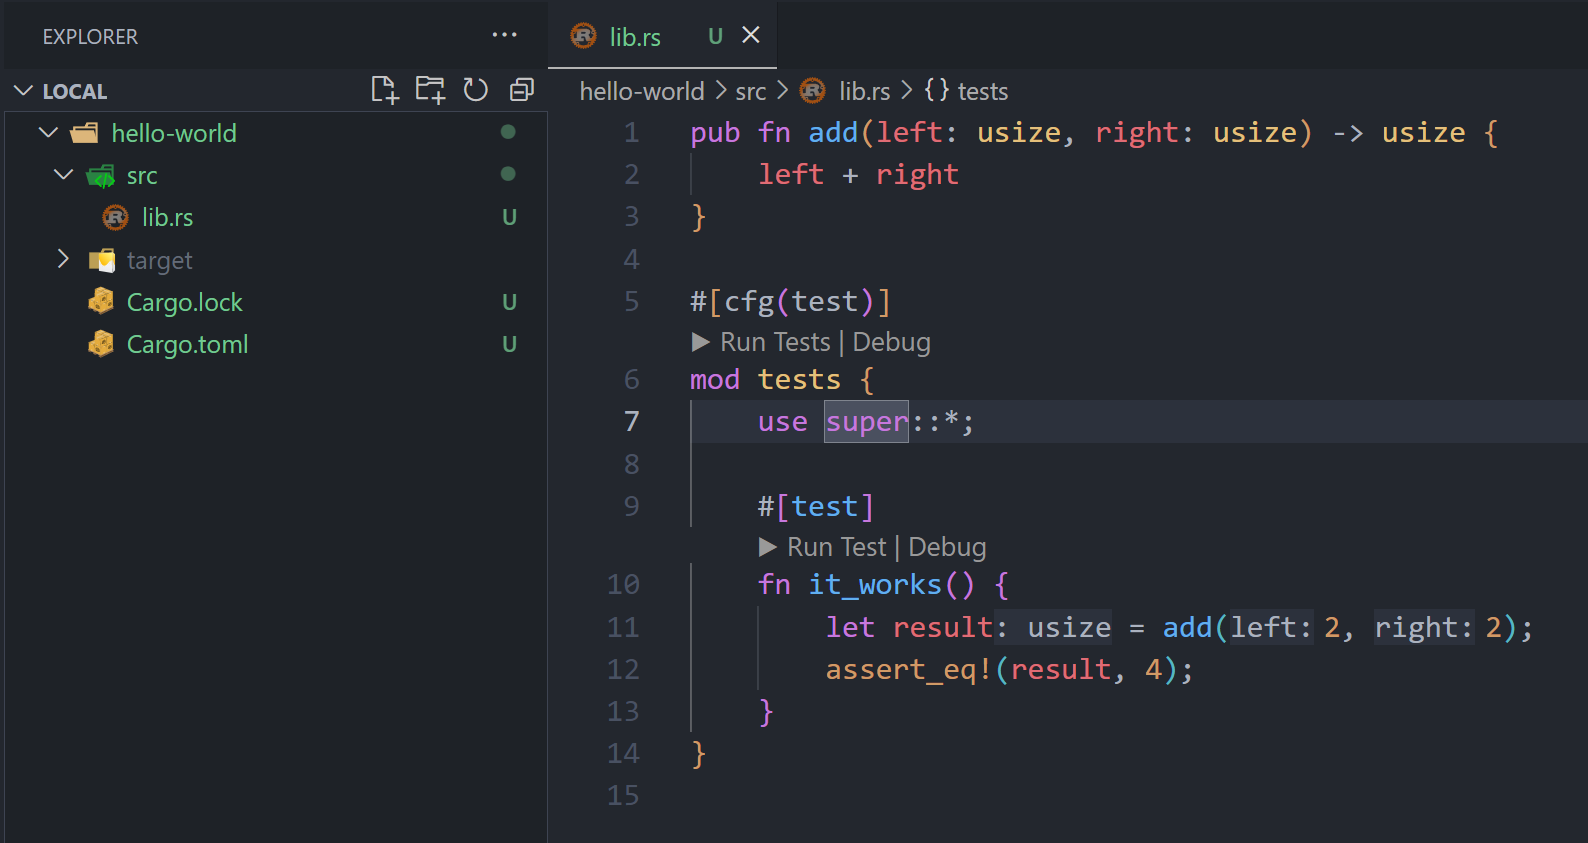 EXPLORER ···
LOCAL
hello-world
src
lib.rs U
target
Cargo.lock U
Cargo.toml U
lib.rs U
hello-world > src > lib.rs > {} tests
1 pub fn add(left: usize, right: usize) -> usize {
2     left + right
3 }
4
5 #[cfg(test)]
▶ Run Tests | Debug
6 mod tests {
7     use super::*;
8
9     #[test]
▶ Run Test | Debug
10     fn it_works() {
11         let result: usize = add(left: 2, right: 2);
12         assert_eq!(result, 4);
13     }
14 }
15